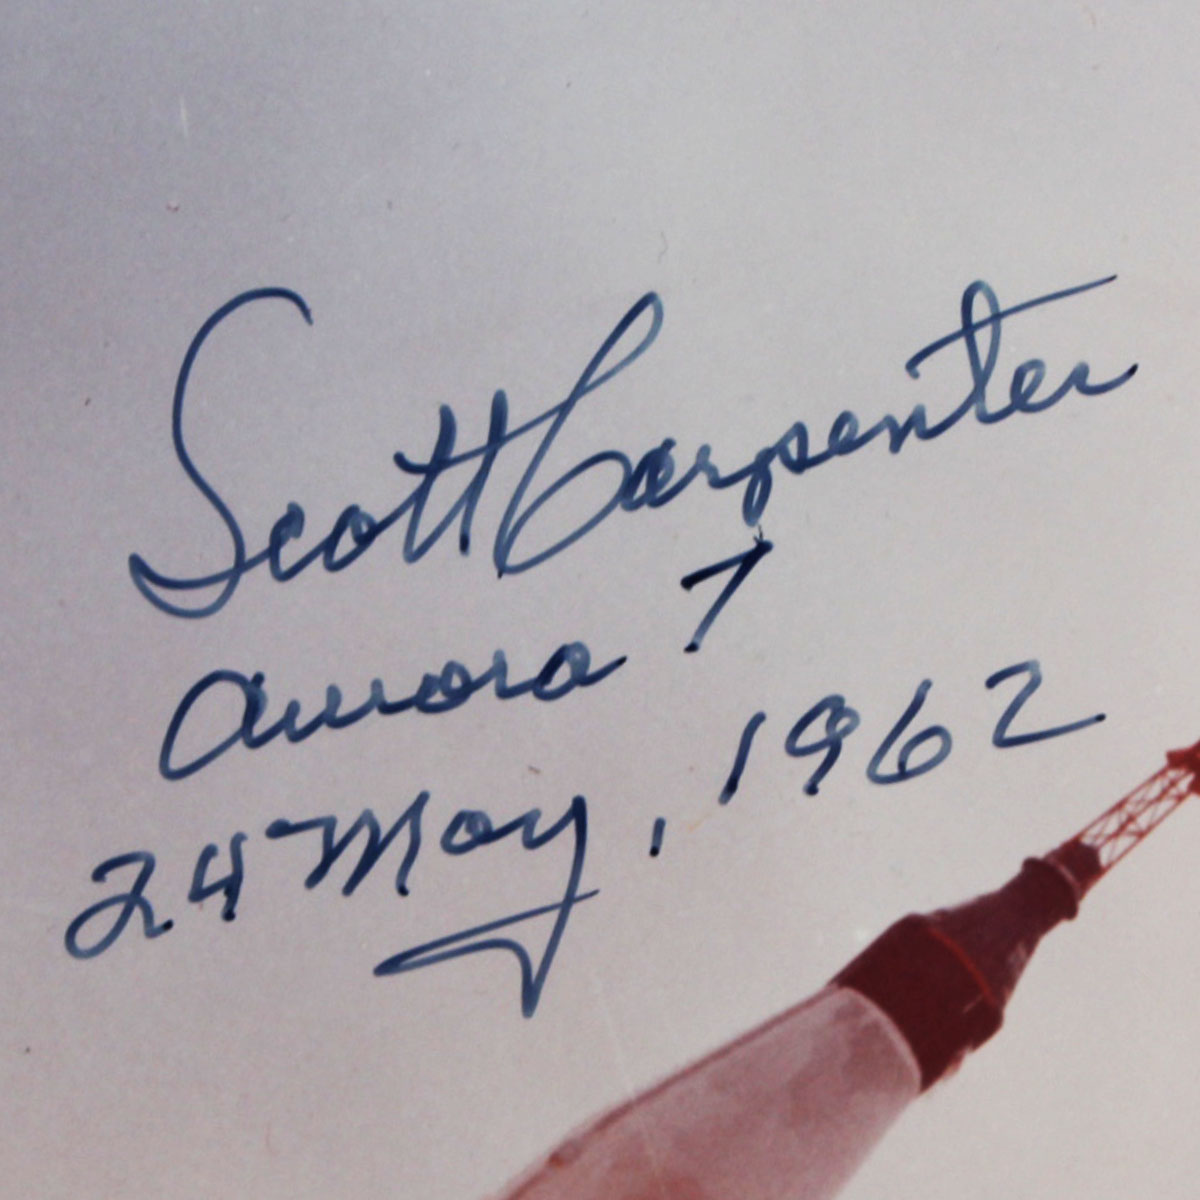 Scott Carpenter
Aurora 7
24 May, 1962